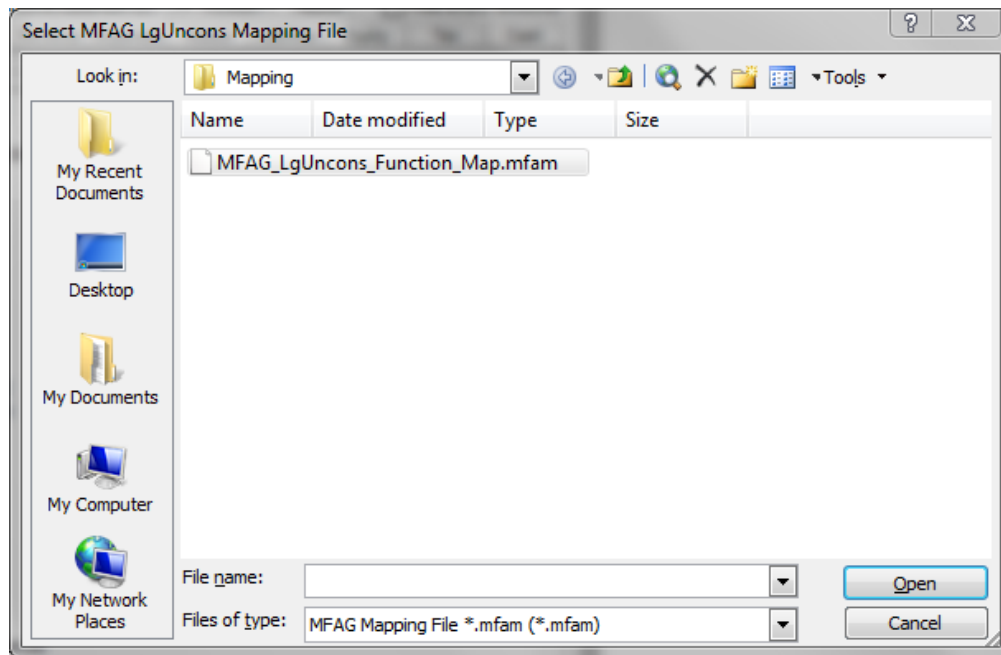 Select MFAG LgUncons Mapping File
Look in: Mapping Tools
Name Date modified Type Size
MFAG_LgUncons_Function_Map.mfam
My Recent
Documents
Desktop
My Documents
My Computer
My Network
Places
File name: Open
Files of type: MFAG Mapping File *.mfam (*.mfam) Cancel